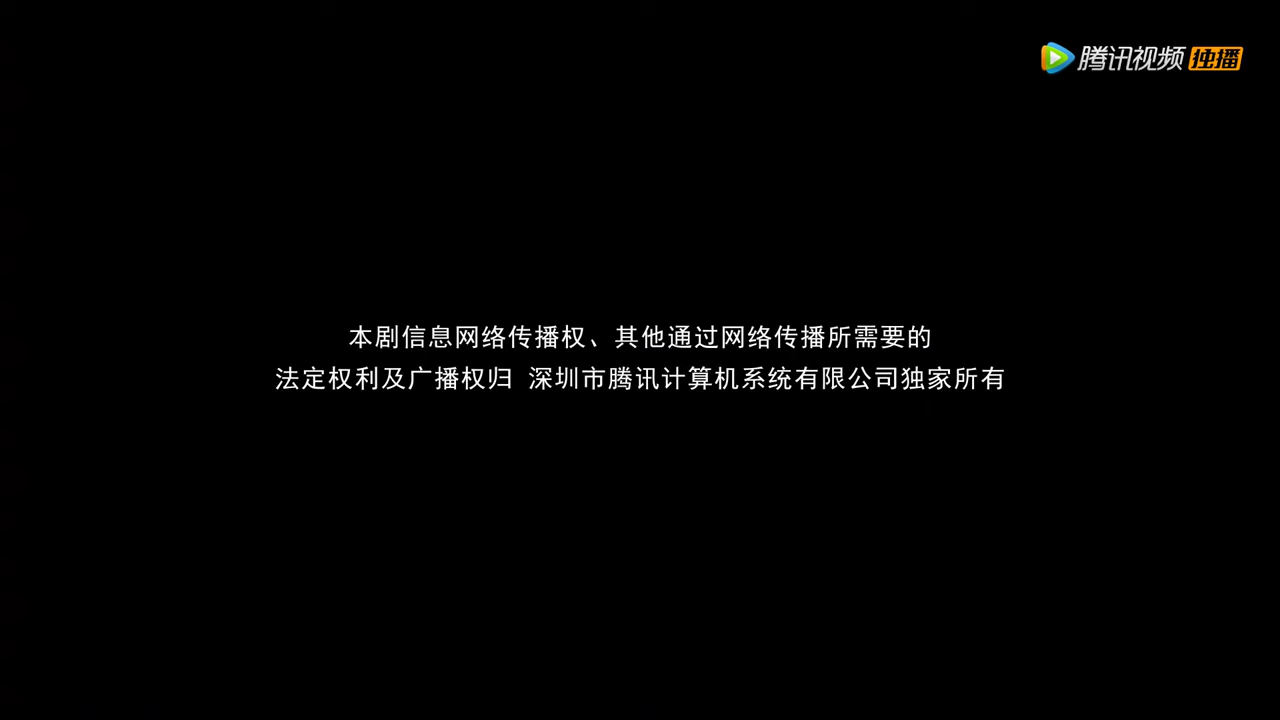 腾讯视频 独播
本剧信息网络传播权、其他通过网络传播所需要的
法定权利及广播权归 深圳市腾讯计算机系统有限公司独家所有